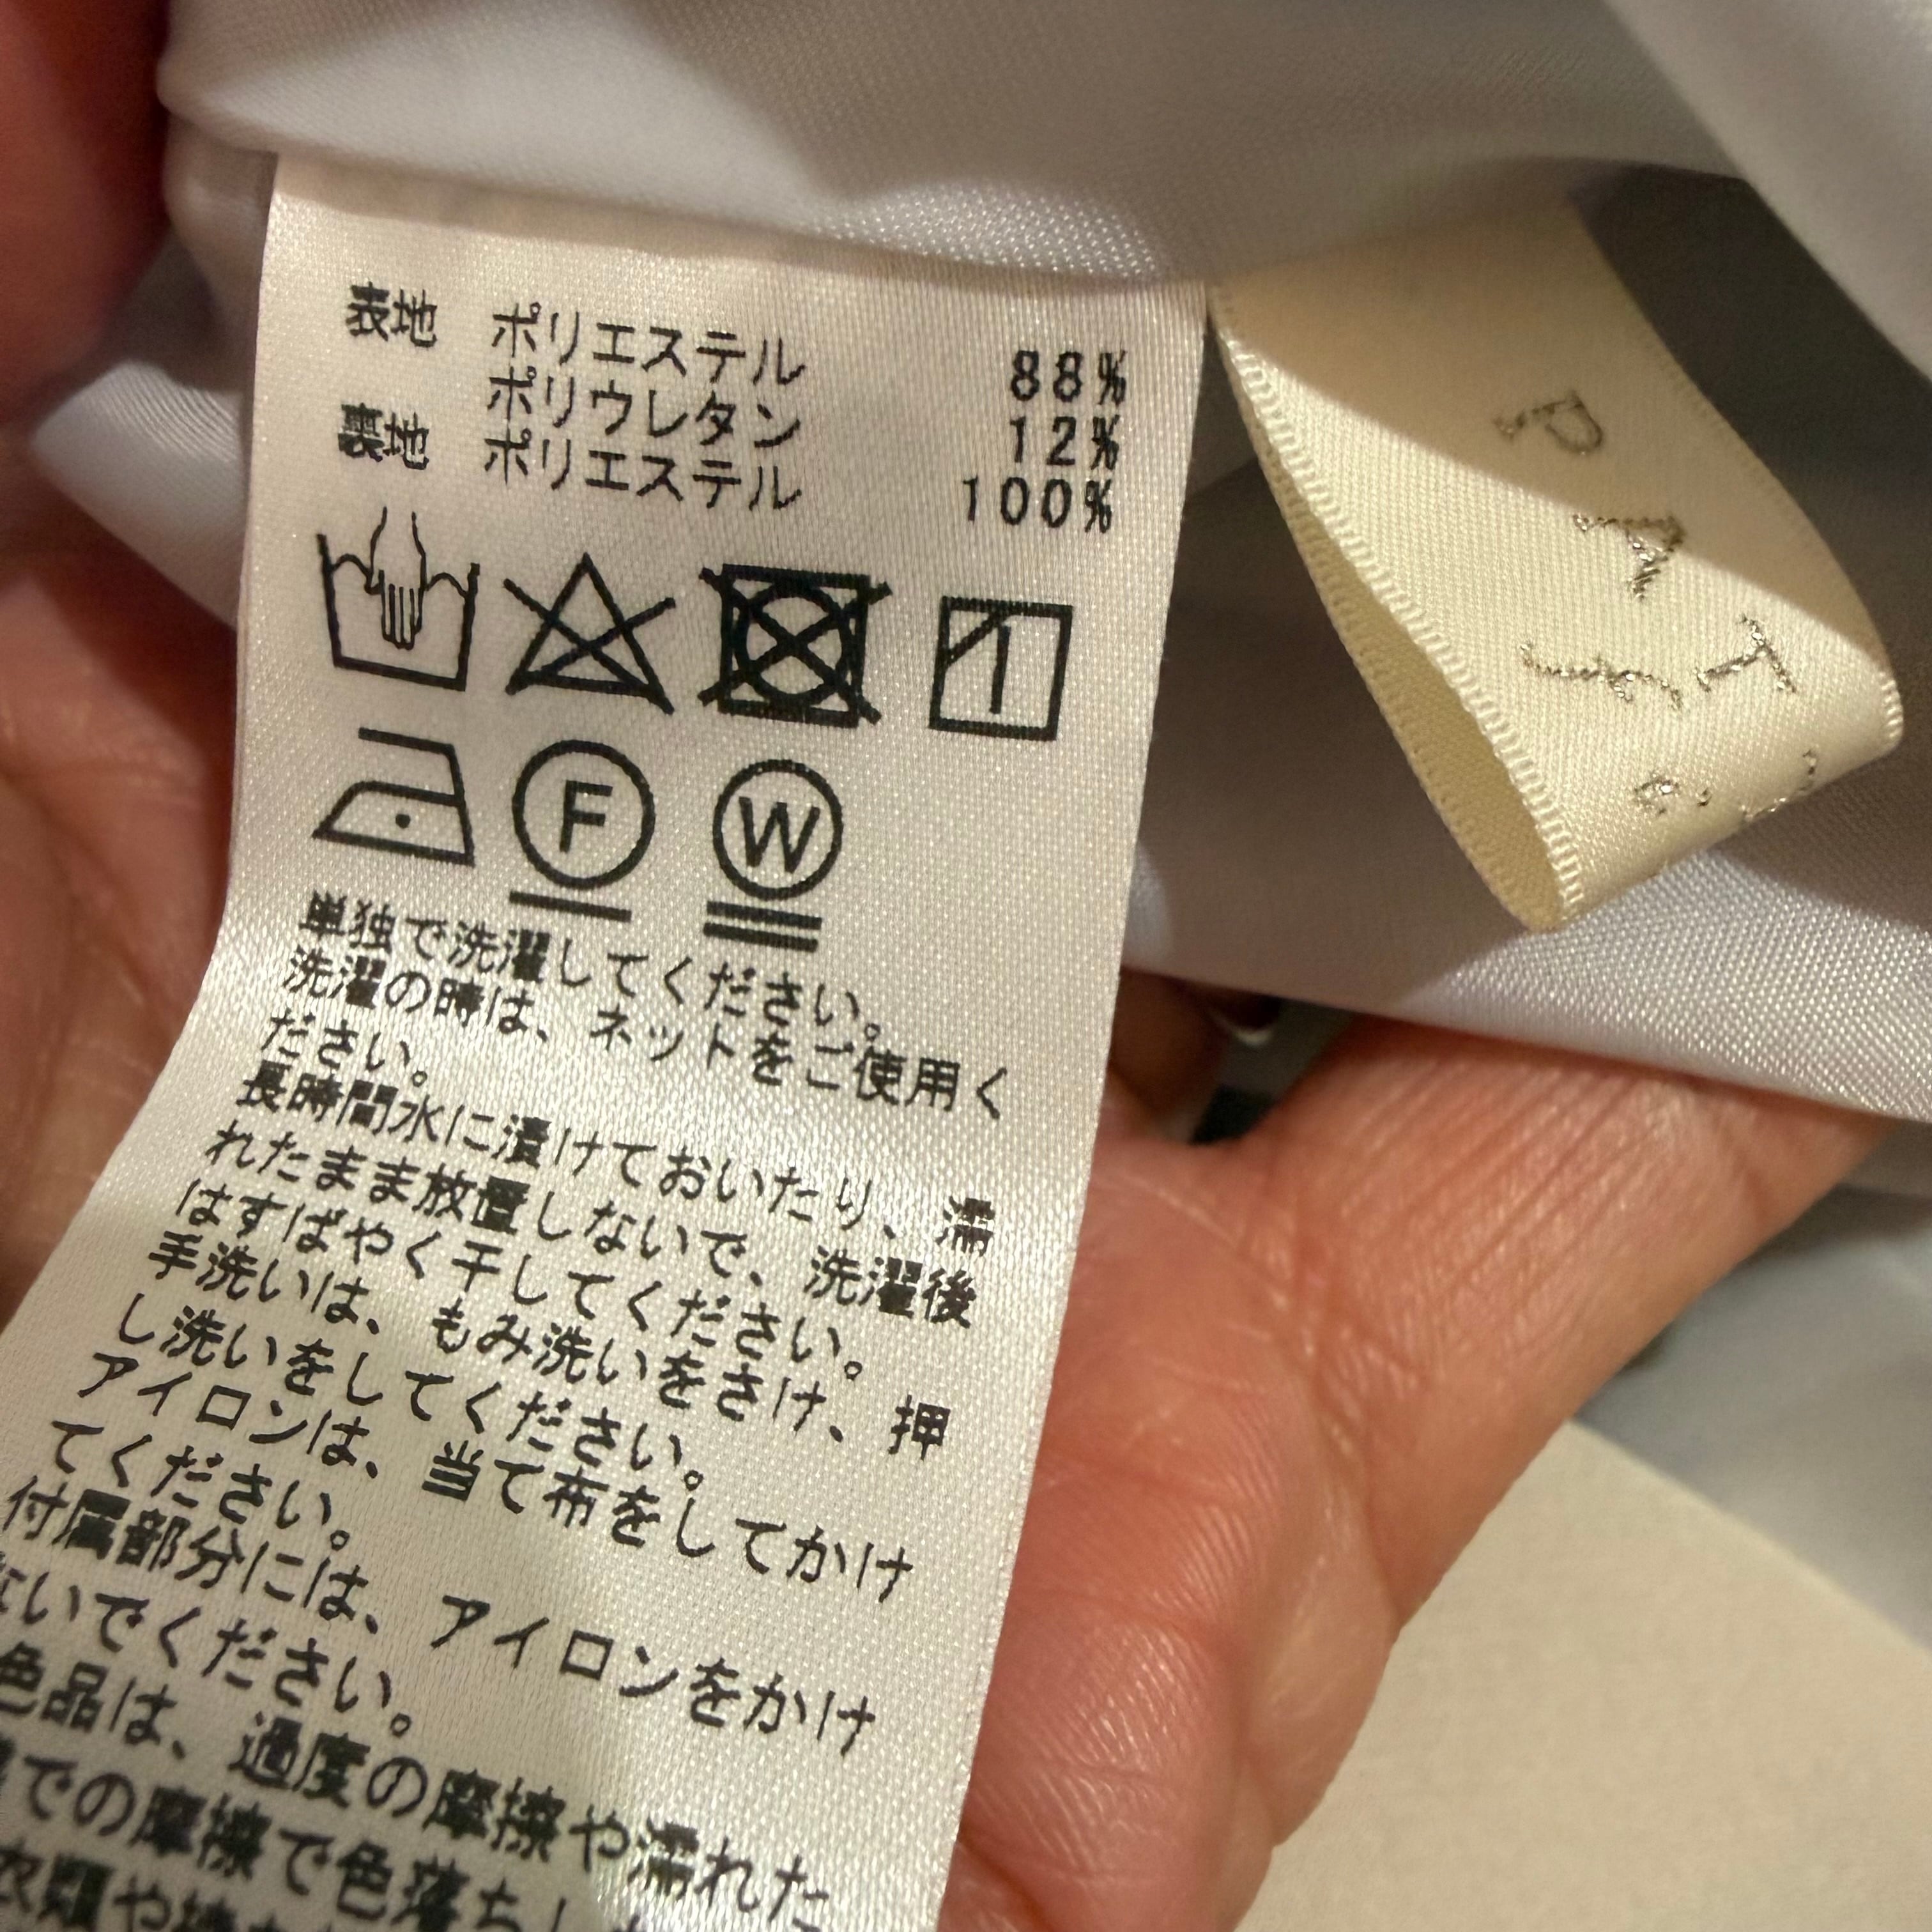 表地 ポリエステル 88%
ポリウレタン 12%
裏地 ポリエステル 100%
F W
単独で洗濯してください。
洗濯の時は、ネットをご使用く
ださい。
長時間水に漬けておいたり、濡
れたまま放置しないで、洗濯後
はすばやく干してください。
手洗いは、もみ洗いをさけ、押
し洗いをしてください。
アイロンは、当て布をしてかけ
てください。
付属部分には、アイロンをかけ
ないでください。
色品は、過度の摩擦や濡れた
での摩擦で色落ちし
衣類や
PAT